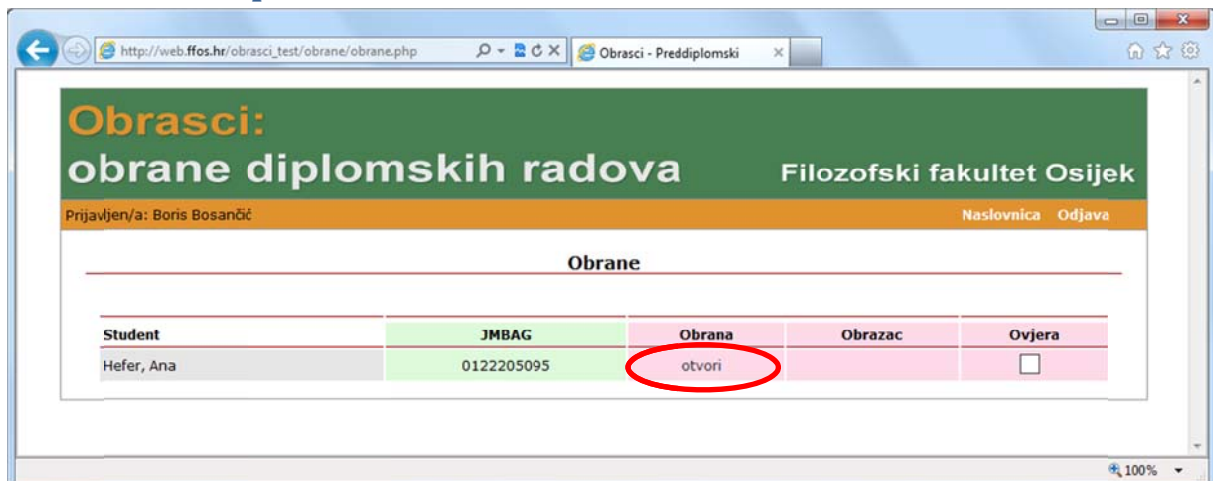 http://web.ffos.hr/obrasci_test/obrane/obrane.php
Obrasci - Preddiplomski
Obrasci:
obrane diplomskih radova Filozofski fakultet Osijek
Prijavljen/a: Boris Bosančić Naslovnica Odjava
Obrane
Student JMBAG Obrana Obrazac Ovjera
Hefer, Ana 0122205095 otvori
100%